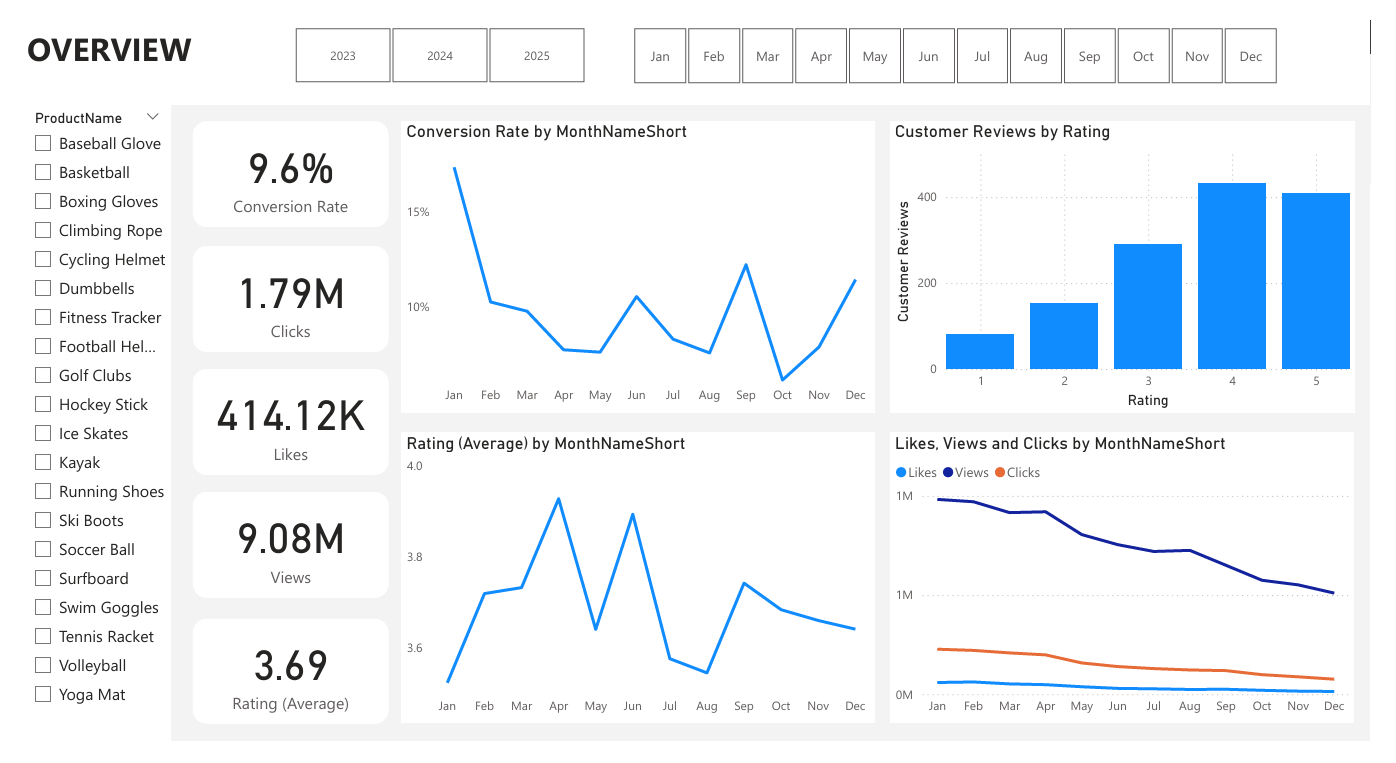 OVERVIEW
2023 2024 2025
Jan Feb Mar Apr May Jun Jul Aug Sep Oct Nov Dec
ProductName
Baseball Glove
Basketball
Boxing Gloves
Climbing Rope
Cycling Helmet
Dumbbells
Fitness Tracker
Football Hel...
Golf Clubs
Hockey Stick
Ice Skates
Kayak
Running Shoes
Ski Boots
Soccer Ball
Surfboard
Swim Goggles
Tennis Racket
Volleyball
Yoga Mat
9.6%
Conversion Rate
1.79M
Clicks
414.12K
Likes
9.08M
Views
3.69
Rating (Average)
Conversion Rate by MonthNameShort
15%
10%
Jan Feb Mar Apr May Jun Jul Aug Sep Oct Nov Dec
Customer Reviews by Rating
Customer Reviews
400
200
0
1 2 3 4 5
Rating
Rating (Average) by MonthNameShort
4.0
3.8
3.6
Jan Feb Mar Apr May Jun Jul Aug Sep Oct Nov Dec
Likes, Views and Clicks by MonthNameShort
Likes Views Clicks
1M
1M
0M
Jan Feb Mar Apr May Jun Jul Aug Sep Oct Nov Dec